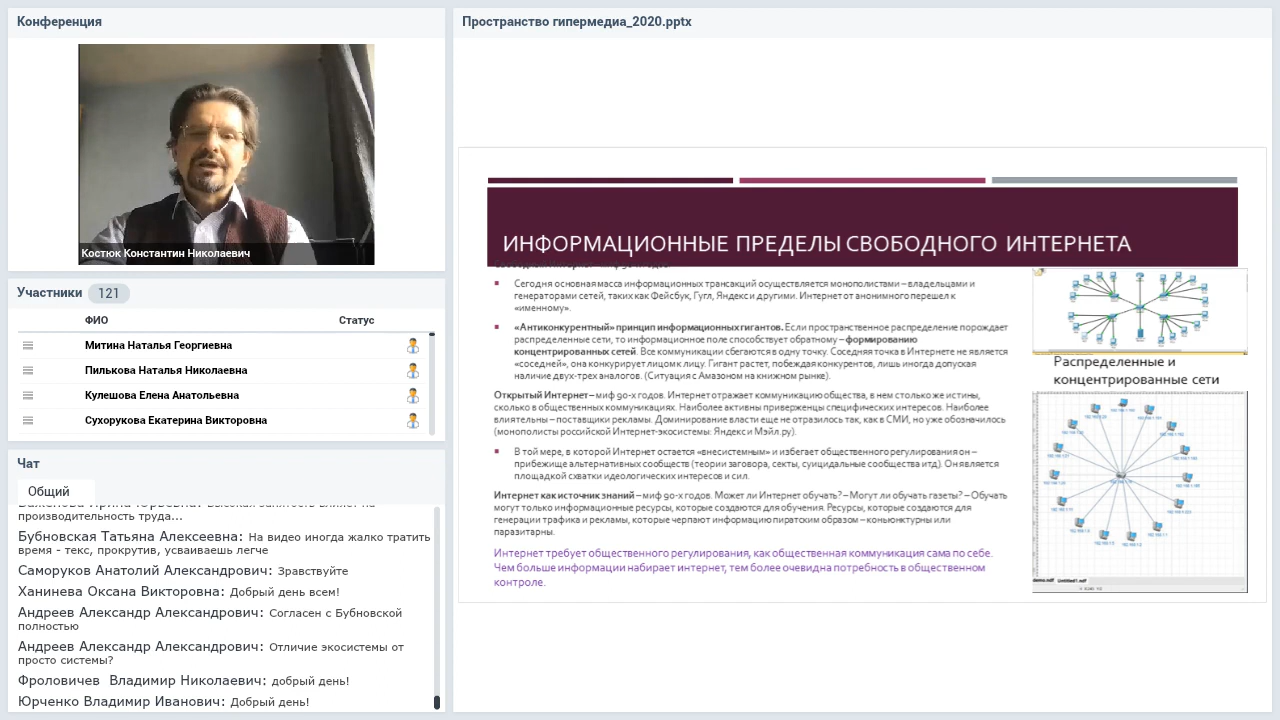 Конференция
Костюк Константин Николаевич
Участники 121
ФИО Статус
Митина Наталья Георгиевна
Пилькова Наталья Николаевна
Кулешова Елена Анатольевна
Сухорукова Екатерина Викторовна
Чат
Общий
производительность труда...
Бубновская Татьяна Алексеевна: На видео иногда жалко тратить
время - текс, прокрутив, усваиваешь легче
Саморуков Анатолий Александрович: Зравствуйте
Ханинева Оксана Викторовна: Добрый день всем!
Андреев Александр Александрович: Согласен с Бубновской
полностью
Андреев Александр Александрович: Отличие экосистемы от
просто системы?
Фроловичев Владимир Николаевич: добрый день!
Юрченко Владимир Иванович: Добрый день!
Пространство гипермедиа_2020.pptx
ИНФОРМАЦИОННЫЕ ПРЕДЕЛЫ СВОБОДНОГО ИНТЕРНЕТА
Сегодня основная масса информационных трансакций осуществляется монополистами – владельцами и
генераторами сетей, таких как Фейсбук, Гугл, Яндекс и другими. Интернет от анонимного перешел к
«именному».
«Антиконкурентный» принцип информационных гигантов. Если пространственное распределение порождает
распределенные сети, то информационное поле способствует обратному – формированию
концентрированных сетей. Все коммуникации сбегаются в одну точку. Соседняя точка в Интернете не является
«соседней», она конкурирует лицом к лицу. Гигант растет, побеждая конкурентов, лишь иногда допуская
наличие двух-трех аналогов. (Ситуация с Амазоном на книжном рынке).
Открытый Интернет – миф 90-х годов. Интернет отражает коммуникацию общества, в нем столько же истины,
сколько в общественных коммуникациях. Наиболее активны приверженцы специфических интересов. Наиболее
влиятельны – поставщики рекламы. Доминирование власти еще не отразилось так, как в СМИ, но уже обозначилось
(монополисты российской Интернет-экосистемы: Яндекс и Мэйл.ру).
В той мере, в которой Интернет остается «внесистемным» и избегает общественного регулирования он –
прибежище альтернативных сообществ (теории заговора, секты, суицидальные сообщества итд). Он является
площадкой схватки идеологических интересов и сил.
Интернет как источник знаний – миф 90-х годов. Может ли Интернет обучать? – Могут ли обучать газеты? – Обучать
могут только информационные ресурсы, которые создаются для обучения. Ресурсы, которые создаются для
генерации трафика и рекламы, которые черпают информацию пиратским образом – конъюнктурны или
паразитарны.
Интернет требует общественного регулирования, как общественная коммуникация сама по себе.
Чем больше информации набирает интернет, тем более очевидна потребность в общественном
контроле.
Распределенные и
концентрированные сети